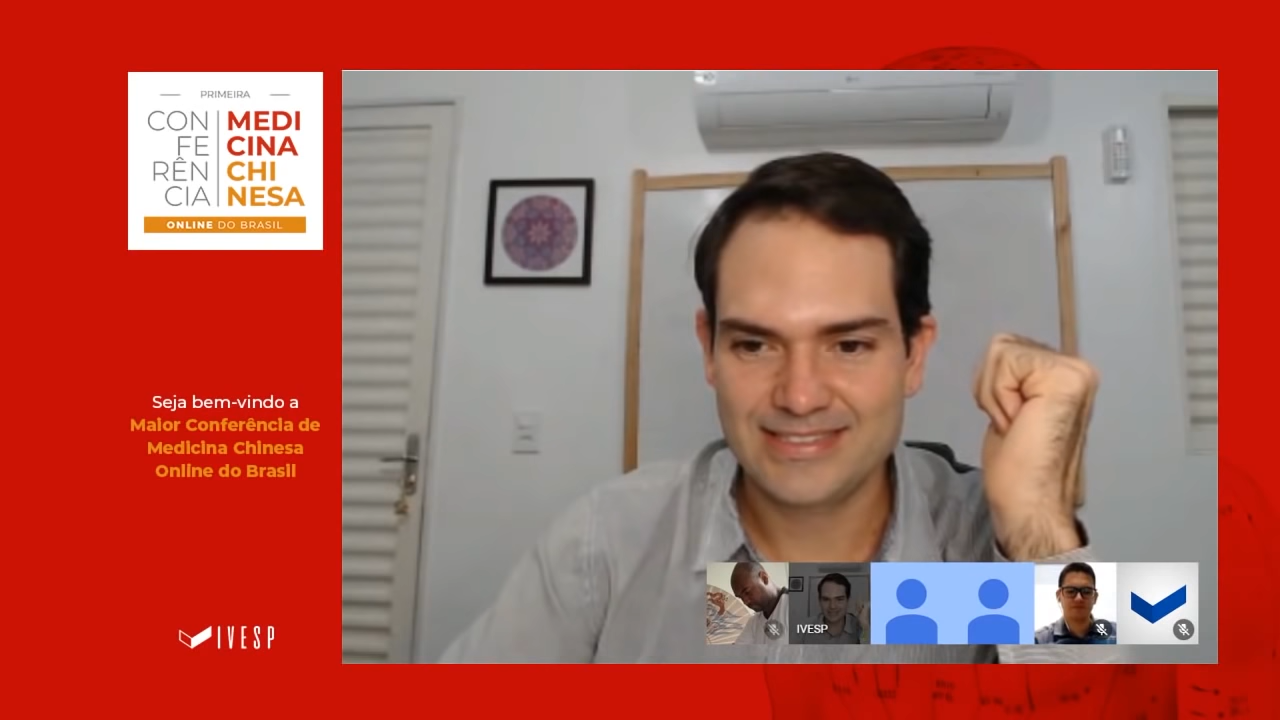 PRIMEIRA
CON
FE
RÊN
CIA
MEDI
CINA
CHI
NESA
ONLINE DO BRASIL
Seja bem-vindo a
Maior Conferência de
Medicina Chinesa
Online do Brasil
IVESP
IVESP